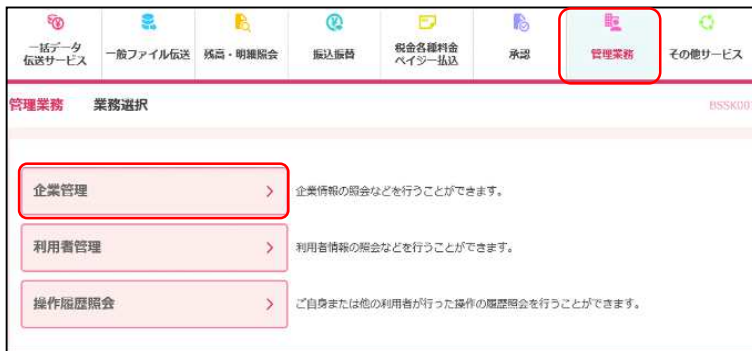 一括データ
伝送サービス
一般ファイル伝送
残高・明細照会
振込振替
税金各種料金
ペイジー払込
承認
管理業務
その他サービス
管理業務 業務選択
BSSK001
企業管理
企業情報の照会などを行うことができます。
利用者管理
利用者情報の照会などを行うことができます。
操作履歴照会
ご自身または他の利用者が行った操作の履歴照会を行うことができます。